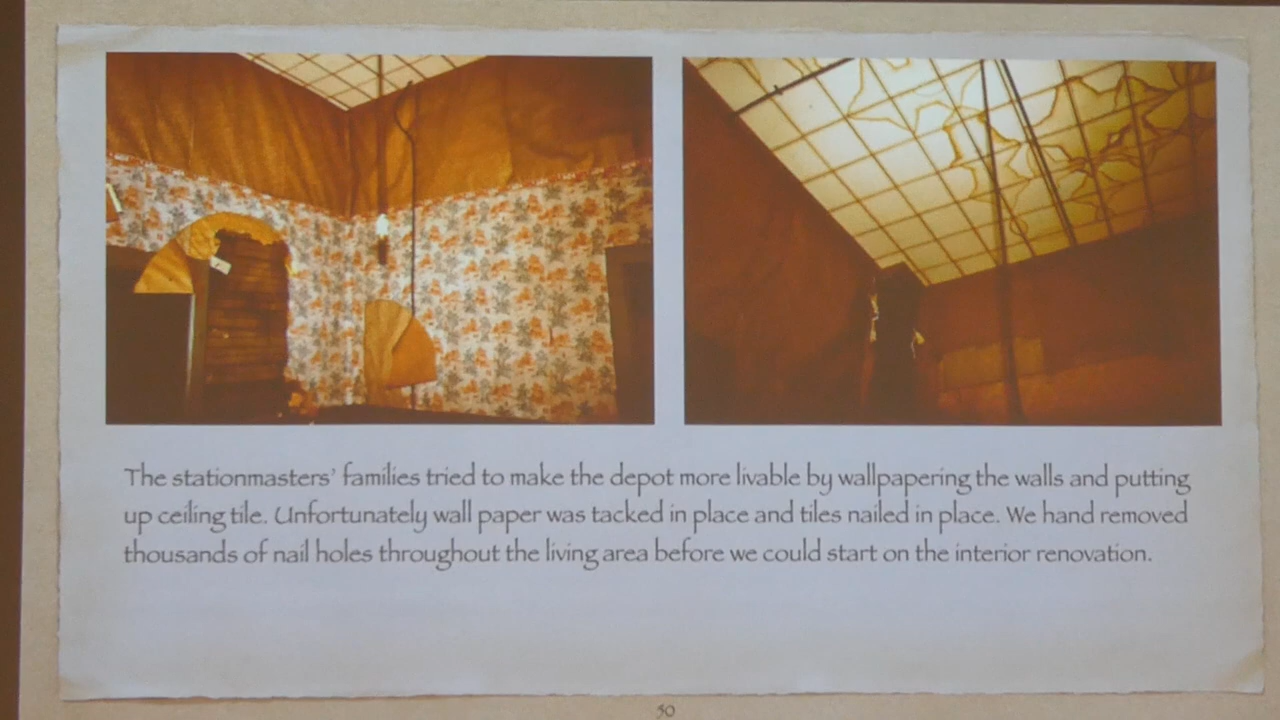 The stationmasters' families tried to make the depot more livable by wallpapering the walls and putting
up ceiling tile. Unfortunately wall paper was tacked in place and tiles nailed in place. We hand removed
thousands of nail holes throughout the living area before we could start on the interior renovation.
50